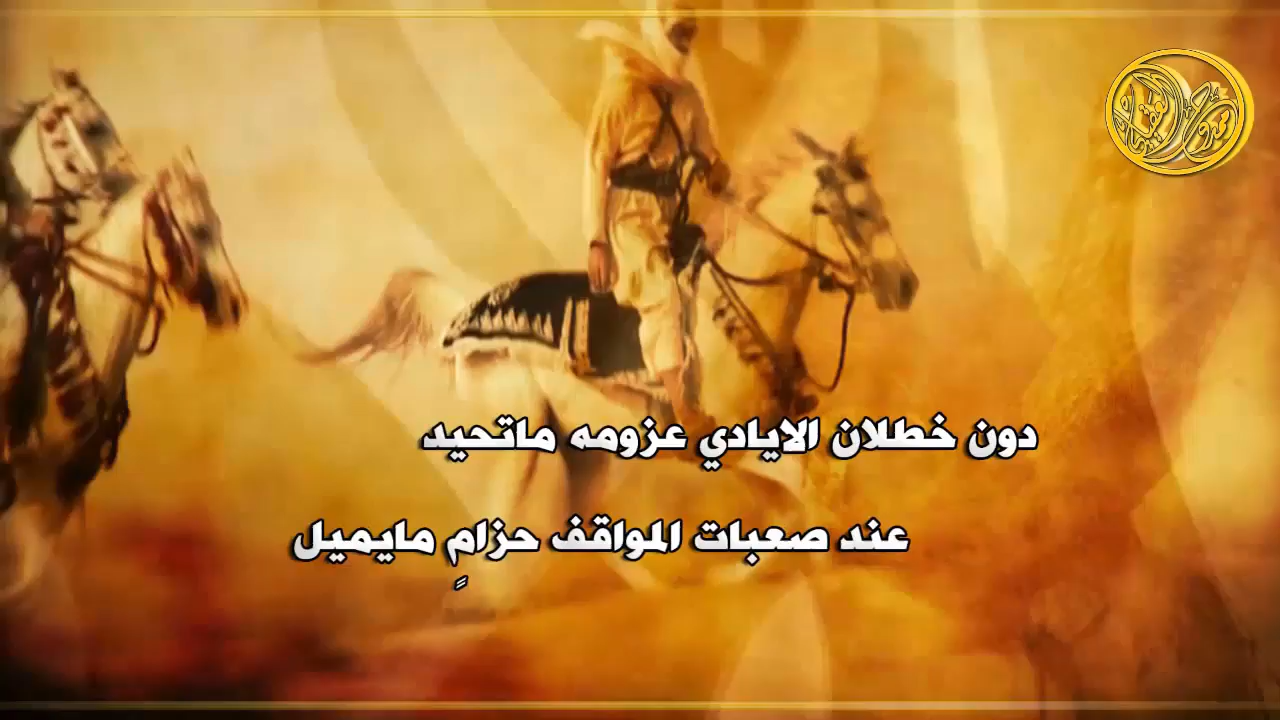 دون خطلان الايادي عزومه ماتحيد
عند صعبات المواقف حزامٍ مايميل